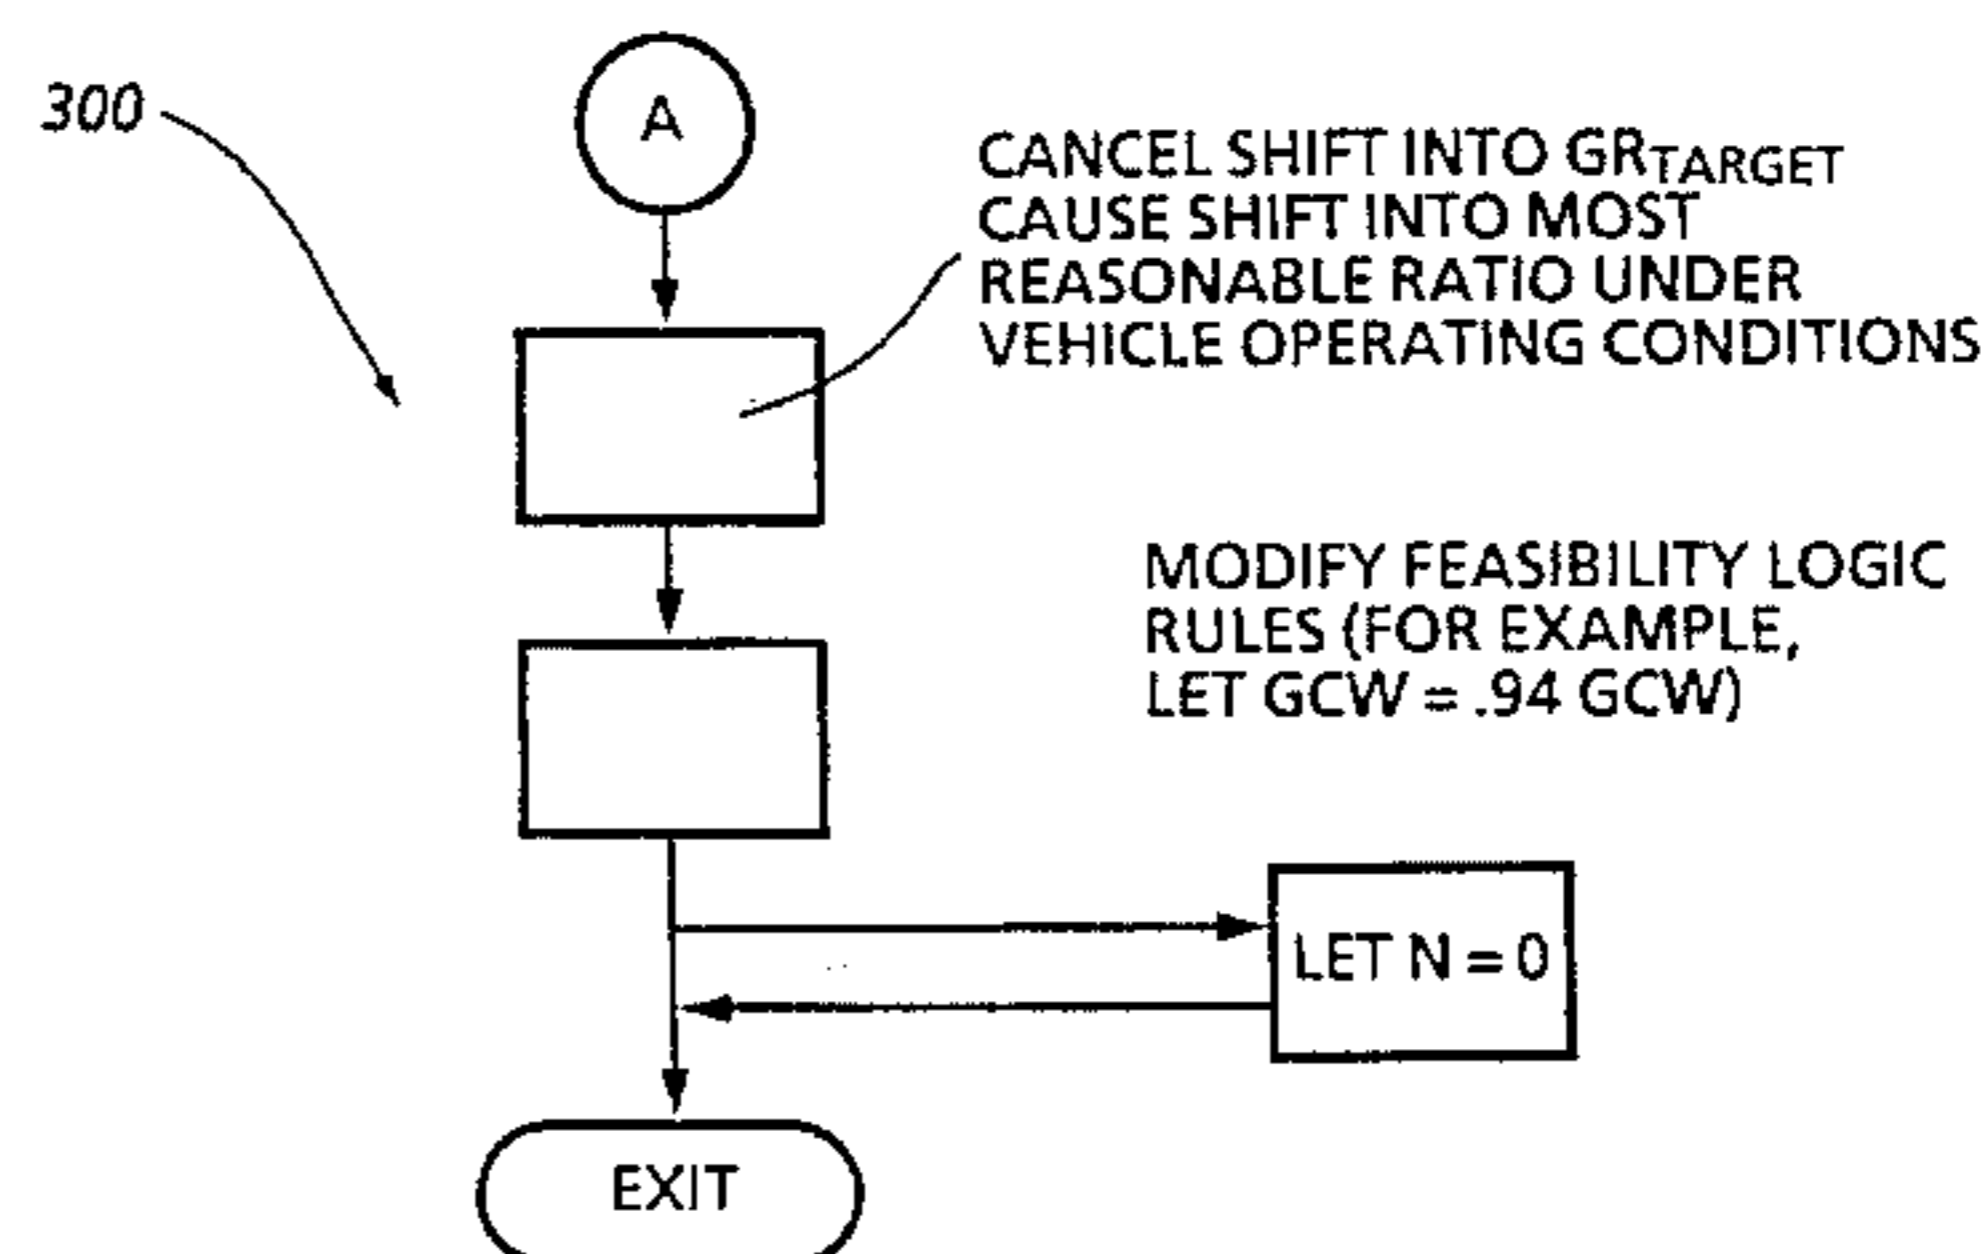 300
A
CANCEL SHIFT INTO GRTARGET
CAUSE SHIFT INTO MOST
REASONABLE RATIO UNDER
VEHICLE OPERATING CONDITIONS
MODIFY FEASIBILITY LOGIC
RULES (FOR EXAMPLE,
LET GCW = .94 GCW)
LET N = 0
EXIT